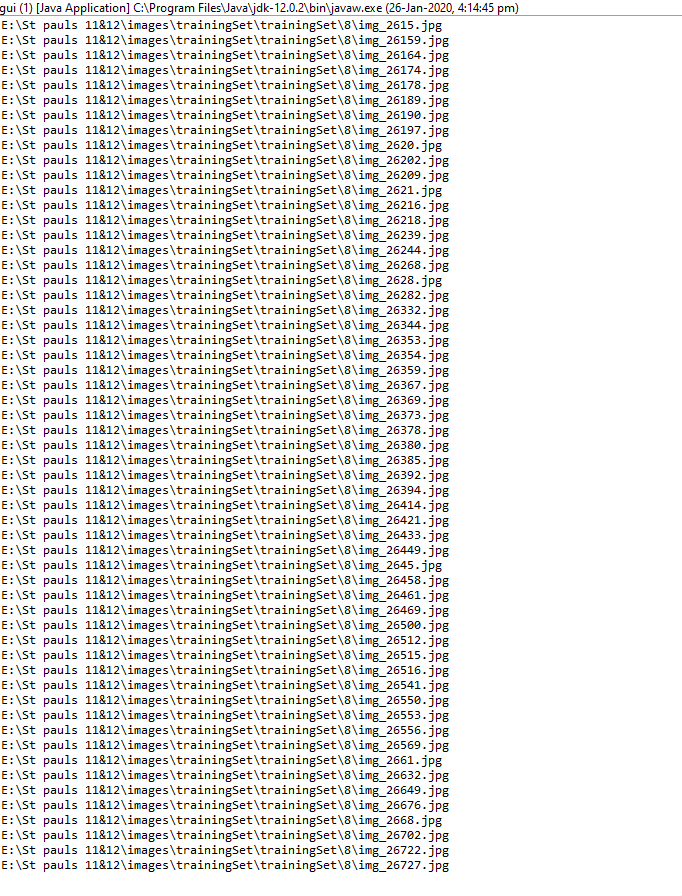 gui (1) [Java Application] C:\Program Files\Java\jdk-12.0.2\bin\javaw.exe (26-Jan-2020, 4:14:45 pm)
E:\St pauls 11&12\images\trainingSet\trainingSet\8\img_2615.jpg
E:\St pauls 11&12\images\trainingSet\trainingSet\8\img_26159.jpg
E:\St pauls 11&12\images\trainingSet\trainingSet\8\img_26164.jpg
E:\St pauls 11&12\images\trainingSet\trainingSet\8\img_26174.jpg
E:\St pauls 11&12\images\trainingSet\trainingSet\8\img_26178.jpg
E:\St pauls 11&12\images\trainingSet\trainingSet\8\img_26189.jpg
E:\St pauls 11&12\images\trainingSet\trainingSet\8\img_26190.jpg
E:\St pauls 11&12\images\trainingSet\trainingSet\8\img_26197.jpg
E:\St pauls 11&12\images\trainingSet\trainingSet\8\img_2620.jpg
E:\St pauls 11&12\images\trainingSet\trainingSet\8\img_26202.jpg
E:\St pauls 11&12\images\trainingSet\trainingSet\8\img_26209.jpg
E:\St pauls 11&12\images\trainingSet\trainingSet\8\img_2621.jpg
E:\St pauls 11&12\images\trainingSet\trainingSet\8\img_26216.jpg
E:\St pauls 11&12\images\trainingSet\trainingSet\8\img_26218.jpg
E:\St pauls 11&12\images\trainingSet\trainingSet\8\img_26239.jpg
E:\St pauls 11&12\images\trainingSet\trainingSet\8\img_26244.jpg
E:\St pauls 11&12\images\trainingSet\trainingSet\8\img_26268.jpg
E:\St pauls 11&12\images\trainingSet\trainingSet\8\img_2628.jpg
E:\St pauls 11&12\images\trainingSet\trainingSet\8\img_26282.jpg
E:\St pauls 11&12\images\trainingSet\trainingSet\8\img_26332.jpg
E:\St pauls 11&12\images\trainingSet\trainingSet\8\img_26344.jpg
E:\St pauls 11&12\images\trainingSet\trainingSet\8\img_26353.jpg
E:\St pauls 11&12\images\trainingSet\trainingSet\8\img_26354.jpg
E:\St pauls 11&12\images\trainingSet\trainingSet\8\img_26359.jpg
E:\St pauls 11&12\images\trainingSet\trainingSet\8\img_26367.jpg
E:\St pauls 11&12\images\trainingSet\trainingSet\8\img_26369.jpg
E:\St pauls 11&12\images\trainingSet\trainingSet\8\img_26373.jpg
E:\St pauls 11&12\images\trainingSet\trainingSet\8\img_26378.jpg
E:\St pauls 11&12\images\trainingSet\trainingSet\8\img_26380.jpg
E:\St pauls 11&12\images\trainingSet\trainingSet\8\img_26385.jpg
E:\St pauls 11&12\images\trainingSet\trainingSet\8\img_26392.jpg
E:\St pauls 11&12\images\trainingSet\trainingSet\8\img_26394.jpg
E:\St pauls 11&12\images\trainingSet\trainingSet\8\img_26414.jpg
E:\St pauls 11&12\images\trainingSet\trainingSet\8\img_26421.jpg
E:\St pauls 11&12\images\trainingSet\trainingSet\8\img_26433.jpg
E:\St pauls 11&12\images\trainingSet\trainingSet\8\img_26449.jpg
E:\St pauls 11&12\images\trainingSet\trainingSet\8\img_2645.jpg
E:\St pauls 11&12\images\trainingSet\trainingSet\8\img_26458.jpg
E:\St pauls 11&12\images\trainingSet\trainingSet\8\img_26461.jpg
E:\St pauls 11&12\images\trainingSet\trainingSet\8\img_26469.jpg
E:\St pauls 11&12\images\trainingSet\trainingSet\8\img_26500.jpg
E:\St pauls 11&12\images\trainingSet\trainingSet\8\img_26512.jpg
E:\St pauls 11&12\images\trainingSet\trainingSet\8\img_26515.jpg
E:\St pauls 11&12\images\trainingSet\trainingSet\8\img_26516.jpg
E:\St pauls 11&12\images\trainingSet\trainingSet\8\img_26541.jpg
E:\St pauls 11&12\images\trainingSet\trainingSet\8\img_26550.jpg
E:\St pauls 11&12\images\trainingSet\trainingSet\8\img_26553.jpg
E:\St pauls 11&12\images\trainingSet\trainingSet\8\img_26556.jpg
E:\St pauls 11&12\images\trainingSet\trainingSet\8\img_26569.jpg
E:\St pauls 11&12\images\trainingSet\trainingSet\8\img_2661.jpg
E:\St pauls 11&12\images\trainingSet\trainingSet\8\img_26632.jpg
E:\St pauls 11&12\images\trainingSet\trainingSet\8\img_26649.jpg
E:\St pauls 11&12\images\trainingSet\trainingSet\8\img_26676.jpg
E:\St pauls 11&12\images\trainingSet\trainingSet\8\img_2668.jpg
E:\St pauls 11&12\images\trainingSet\trainingSet\8\img_26702.jpg
E:\St pauls 11&12\images\trainingSet\trainingSet\8\img_26722.jpg
E:\St pauls 11&12\images\trainingSet\trainingSet\8\img_26727.jpg